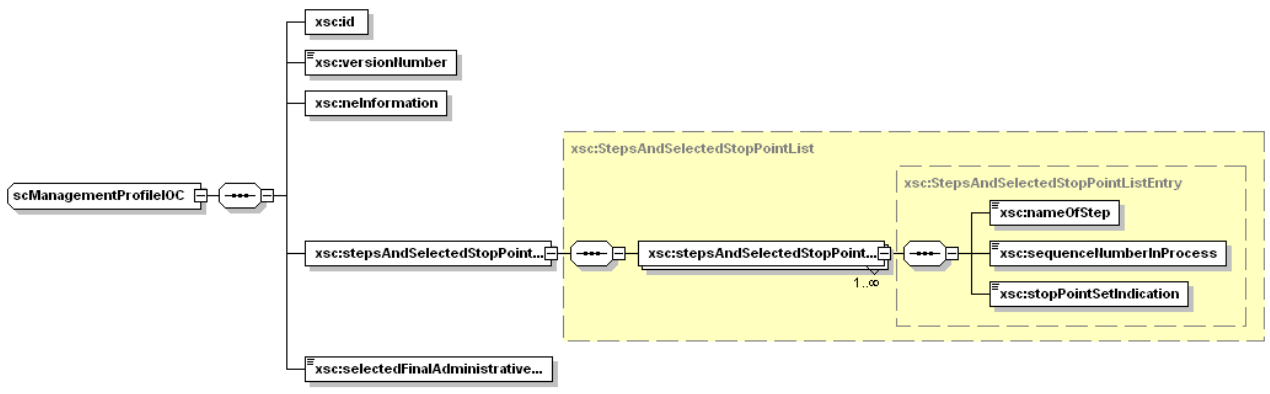 xsc:id
xsc:versionNumber
xsc:neInformation
xsc:StepsAndSelectedStopPointList
xsc:StepsAndSelectedStopPointListEntry
scManagementProfileIOC
xsc:nameOfStep
xsc:stepsAndSelectedStopPoint...
xsc:stepsAndSelectedStopPoint...
xsc:sequenceNumberInProcess
1..∞
xsc:stopPointSetIndication
xsc:selectedFinalAdministrative...